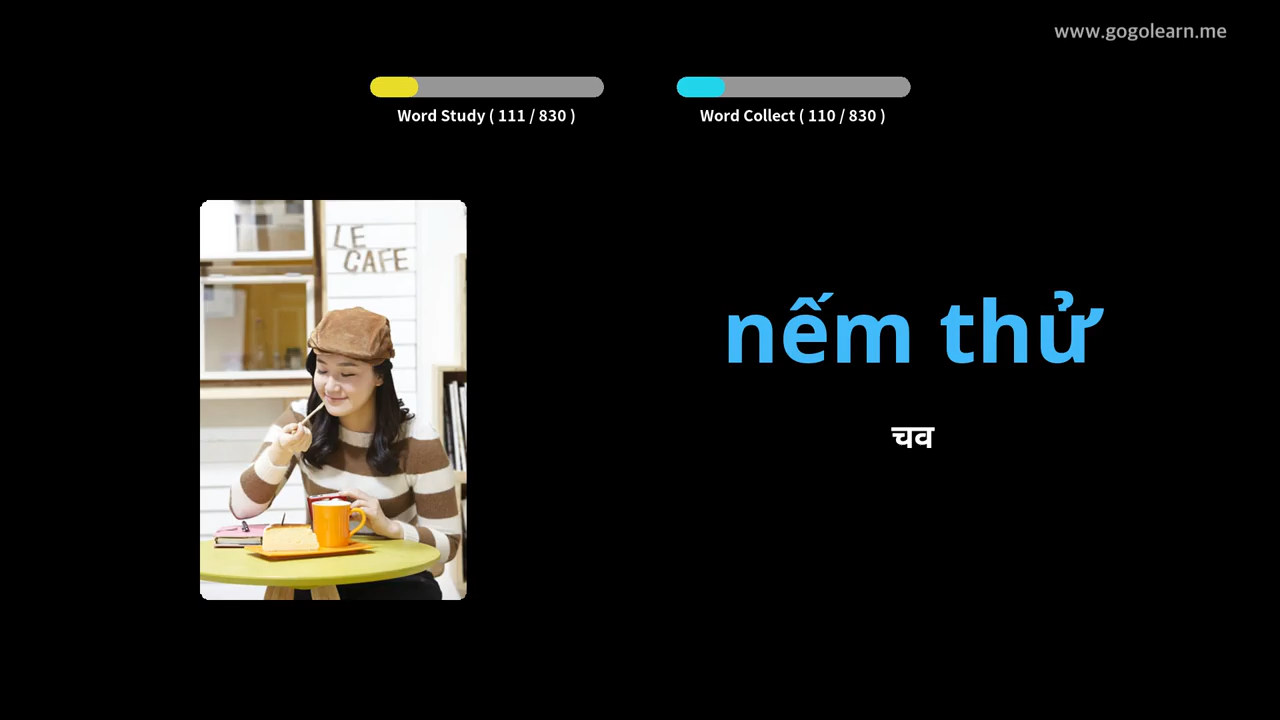 www.gogolearn.me
Word Study ( 111 / 830 )
Word Collect ( 110 / 830 )
LE
CAFE
nếm thử
चव